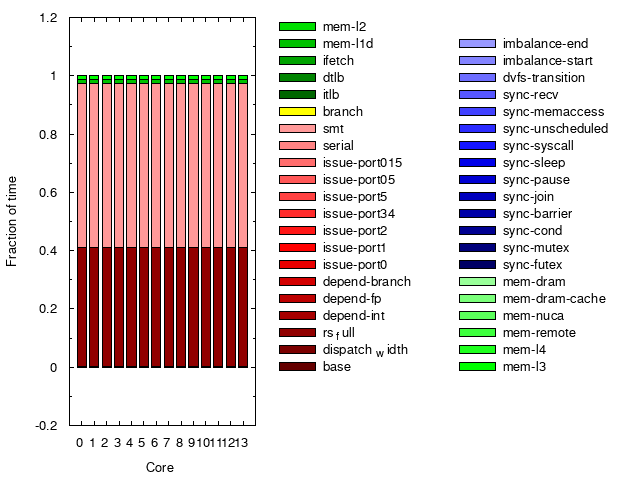 1.2
1
0.8
0.6
0.4
0.2
0
-0.2
Fraction of time
0 1 2 3 4 5 6 7 8 9 10 11 12 13
Core
mem-l2
mem-l1d
ifetch
dtlb
itlb
branch
smt
serial
issue-port015
issue-port05
issue-port5
issue-port34
issue-port2
issue-port1
issue-port0
depend-branch
depend-fp
depend-int
rsfull
dispatchwidth
base
imbalance-end
imbalance-start
dvfs-transition
sync-recv
sync-memaccess
sync-unscheduled
sync-syscall
sync-sleep
sync-pause
sync-join
sync-barrier
sync-cond
sync-mutex
sync-futex
mem-dram
mem-dram-cache
mem-nuca
mem-remote
mem-l4
mem-l3